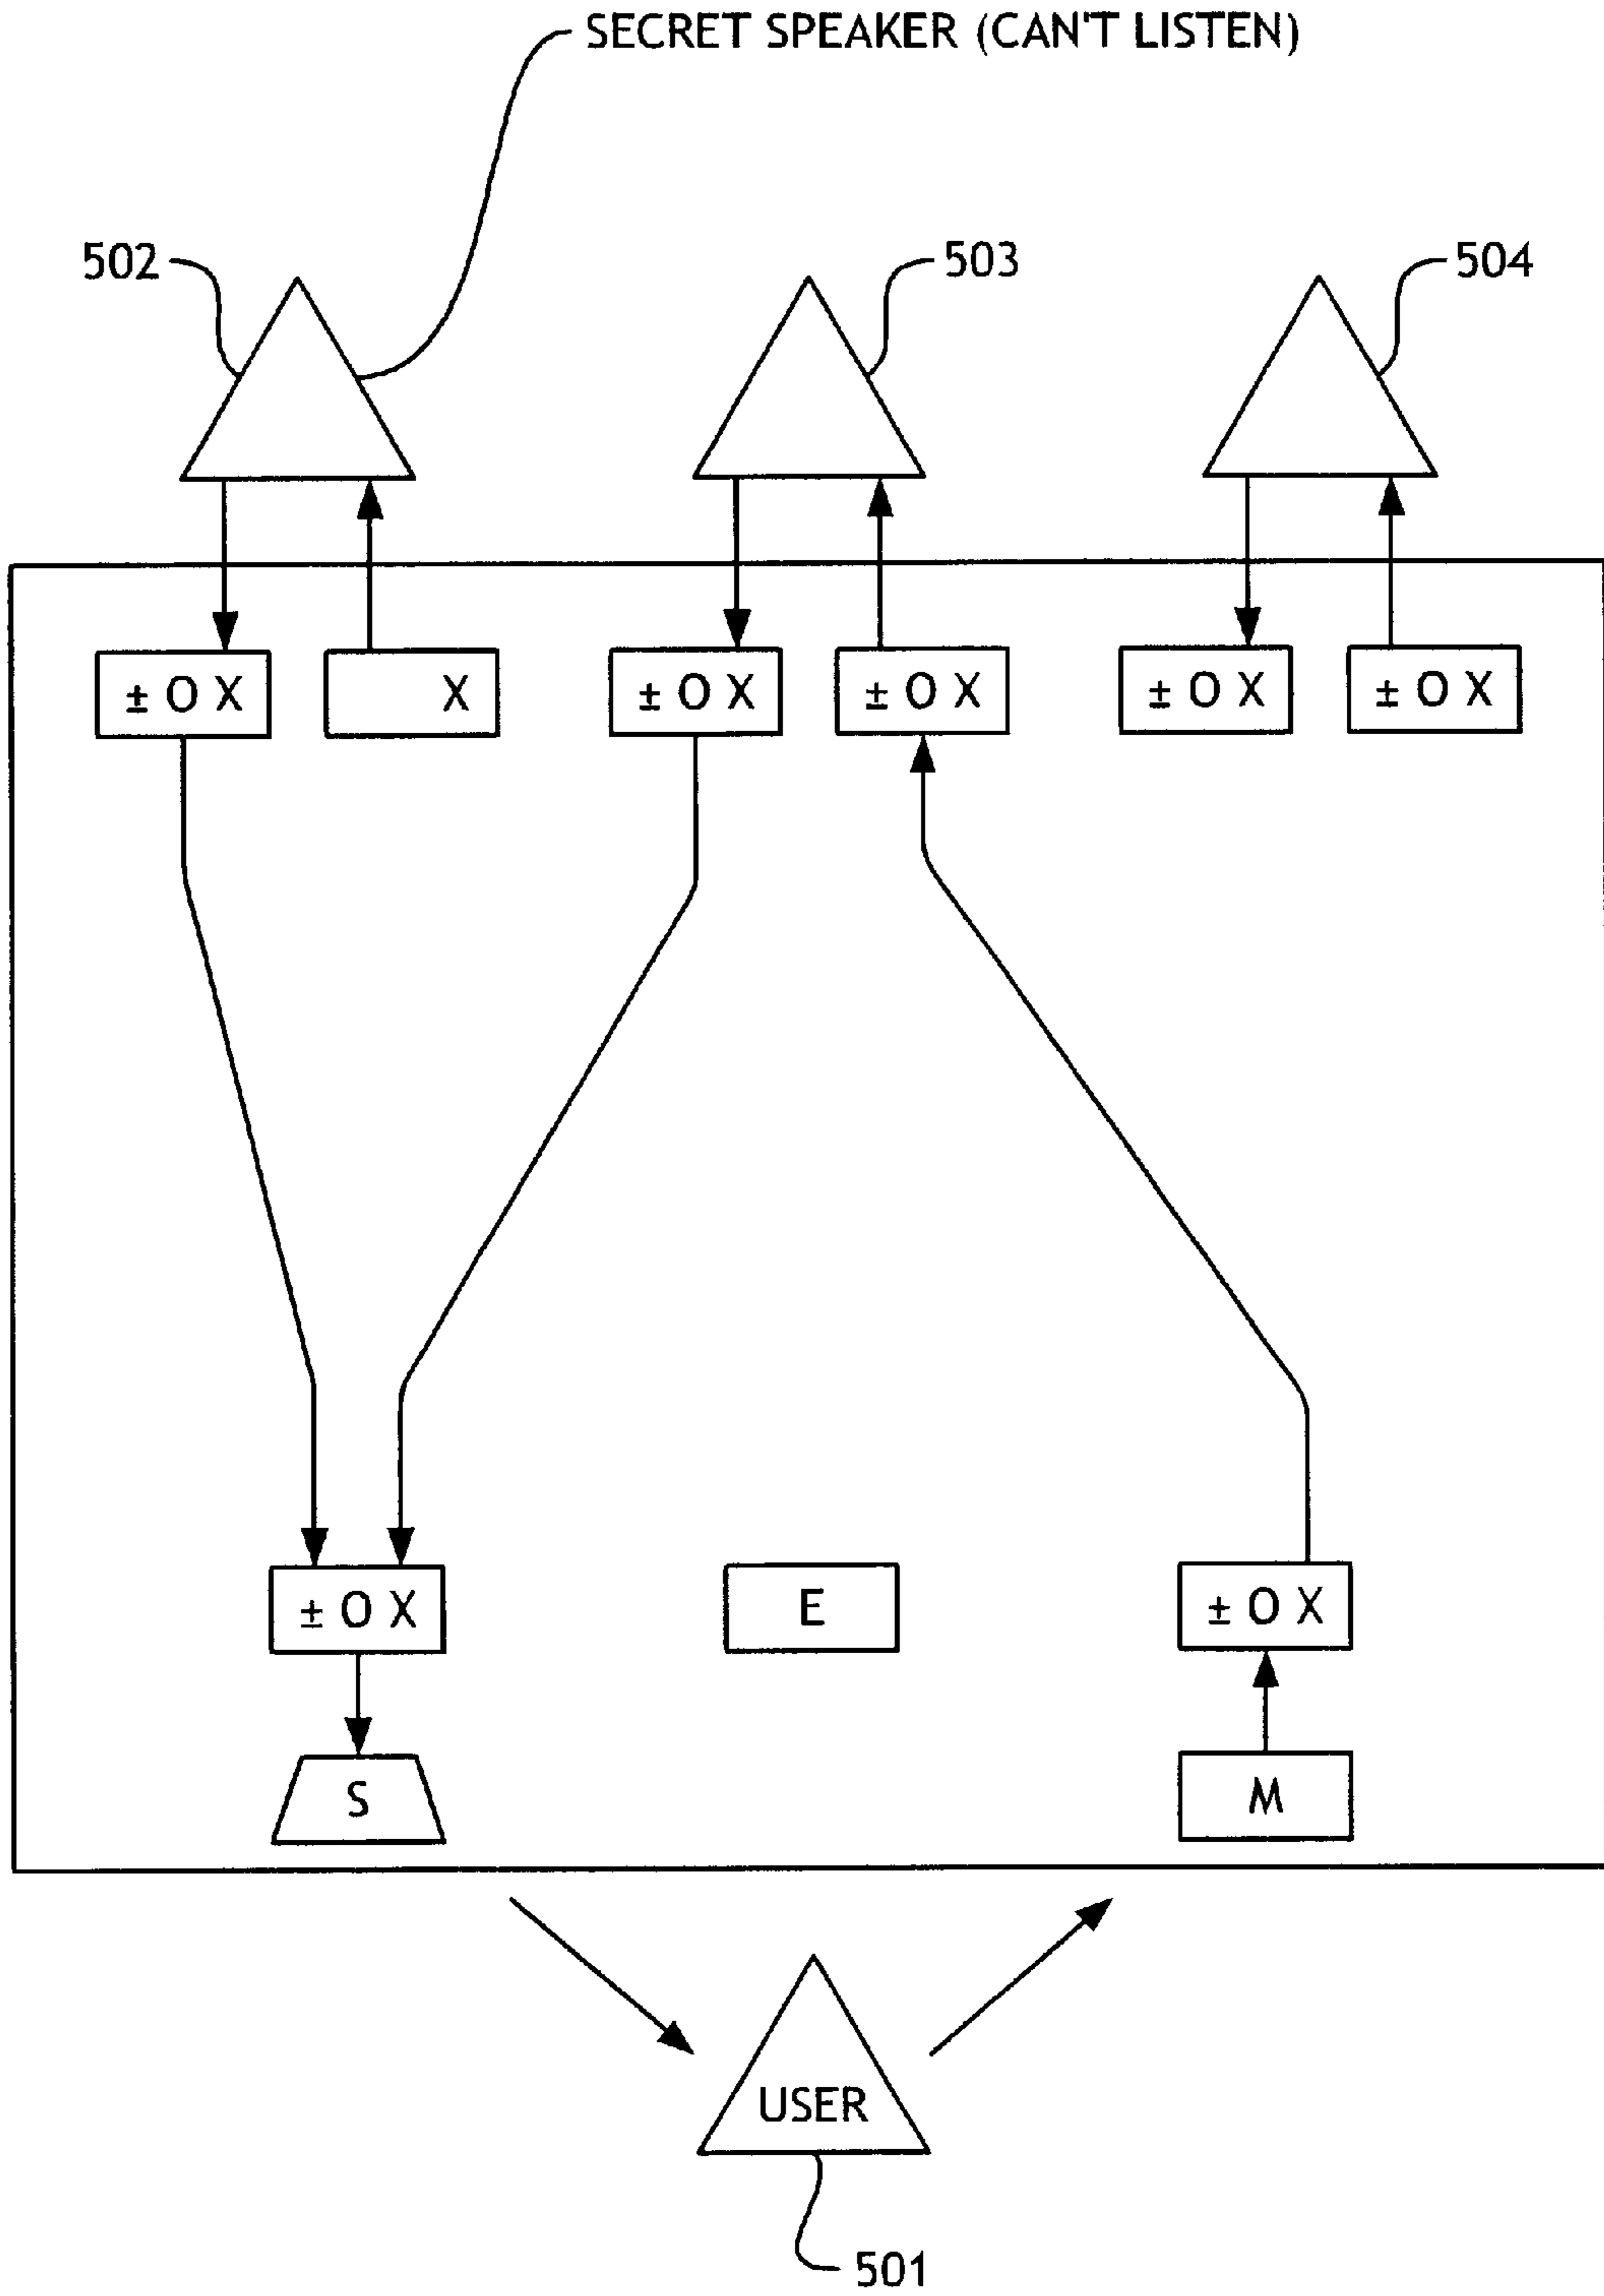 SECRET SPEAKER (CAN'T LISTEN)
502
503
504
± O X
X
± O X
± O X
± O X
± O X
± O X
E
± O X
S
M
USER
501